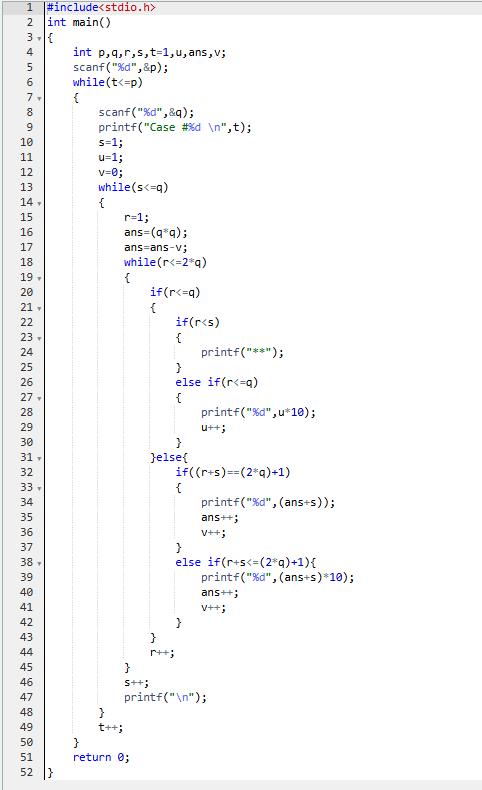 1 #include<stdio.h>
2 int main()
3 {
4 int p,q,r,s,t=1,u,ans,v;
5 scanf("%d",&p);
6 while(t<=p)
7 {
8 scanf("%d",&q);
9 printf("Case #%d \n",t);
10 s=1;
11 u=1;
12 v=0;
13 while(s<=q)
14 {
15 r=1;
16 ans=(q*q);
17 ans=ans-v;
18 while(r<=2*q)
19 {
20 if(r<=q)
21 {
22 if(r<s)
23 {
24 printf("**");
25 }
26 else if(r<=q)
27 {
28 printf("%d",u*10);
29 u++;
30 }
31 }else{
32 if((r+s)==(2*q)+1)
33 {
34 printf("%d",(ans+s));
35 ans++;
36 v++;
37 }
38 else if(r+s<=(2*q)+1){
39 printf("%d",(ans+s)*10);
40 ans++;
41 v++;
42 }
43 }
44 r++;
45 }
46 s++;
47 printf("\n");
48 }
49 t++;
50 }
51 return 0;
52 }